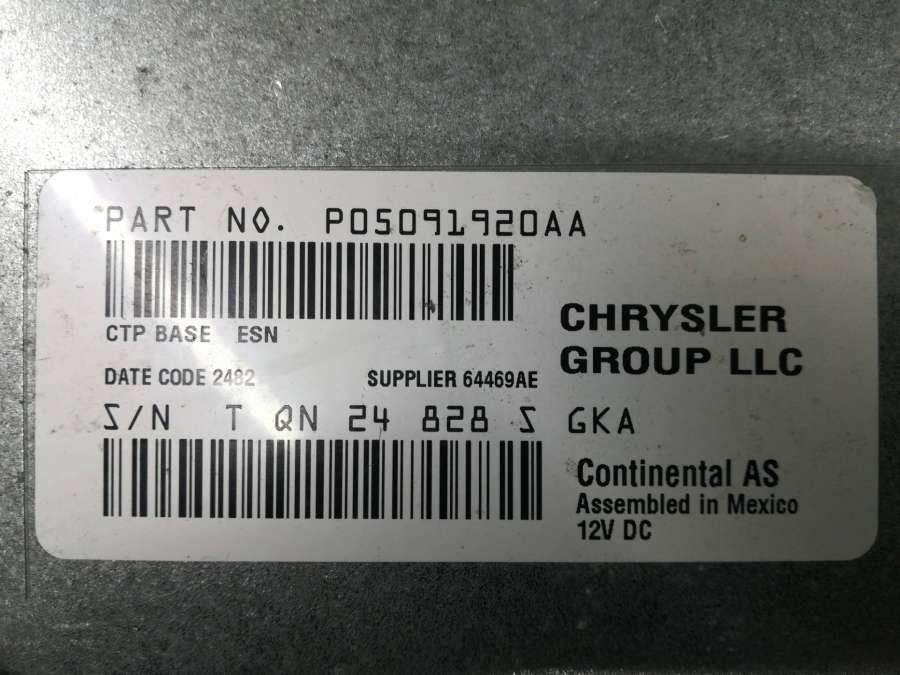 PART NO. P05091920AA
CTP BASE ESN
DATE CODE 2482 SUPPLIER 64469AE
CHRYSLER
GROUP LLC
S/N T QN 24 828 S GKA
Continental AS
Assembled in Mexico
12V DC